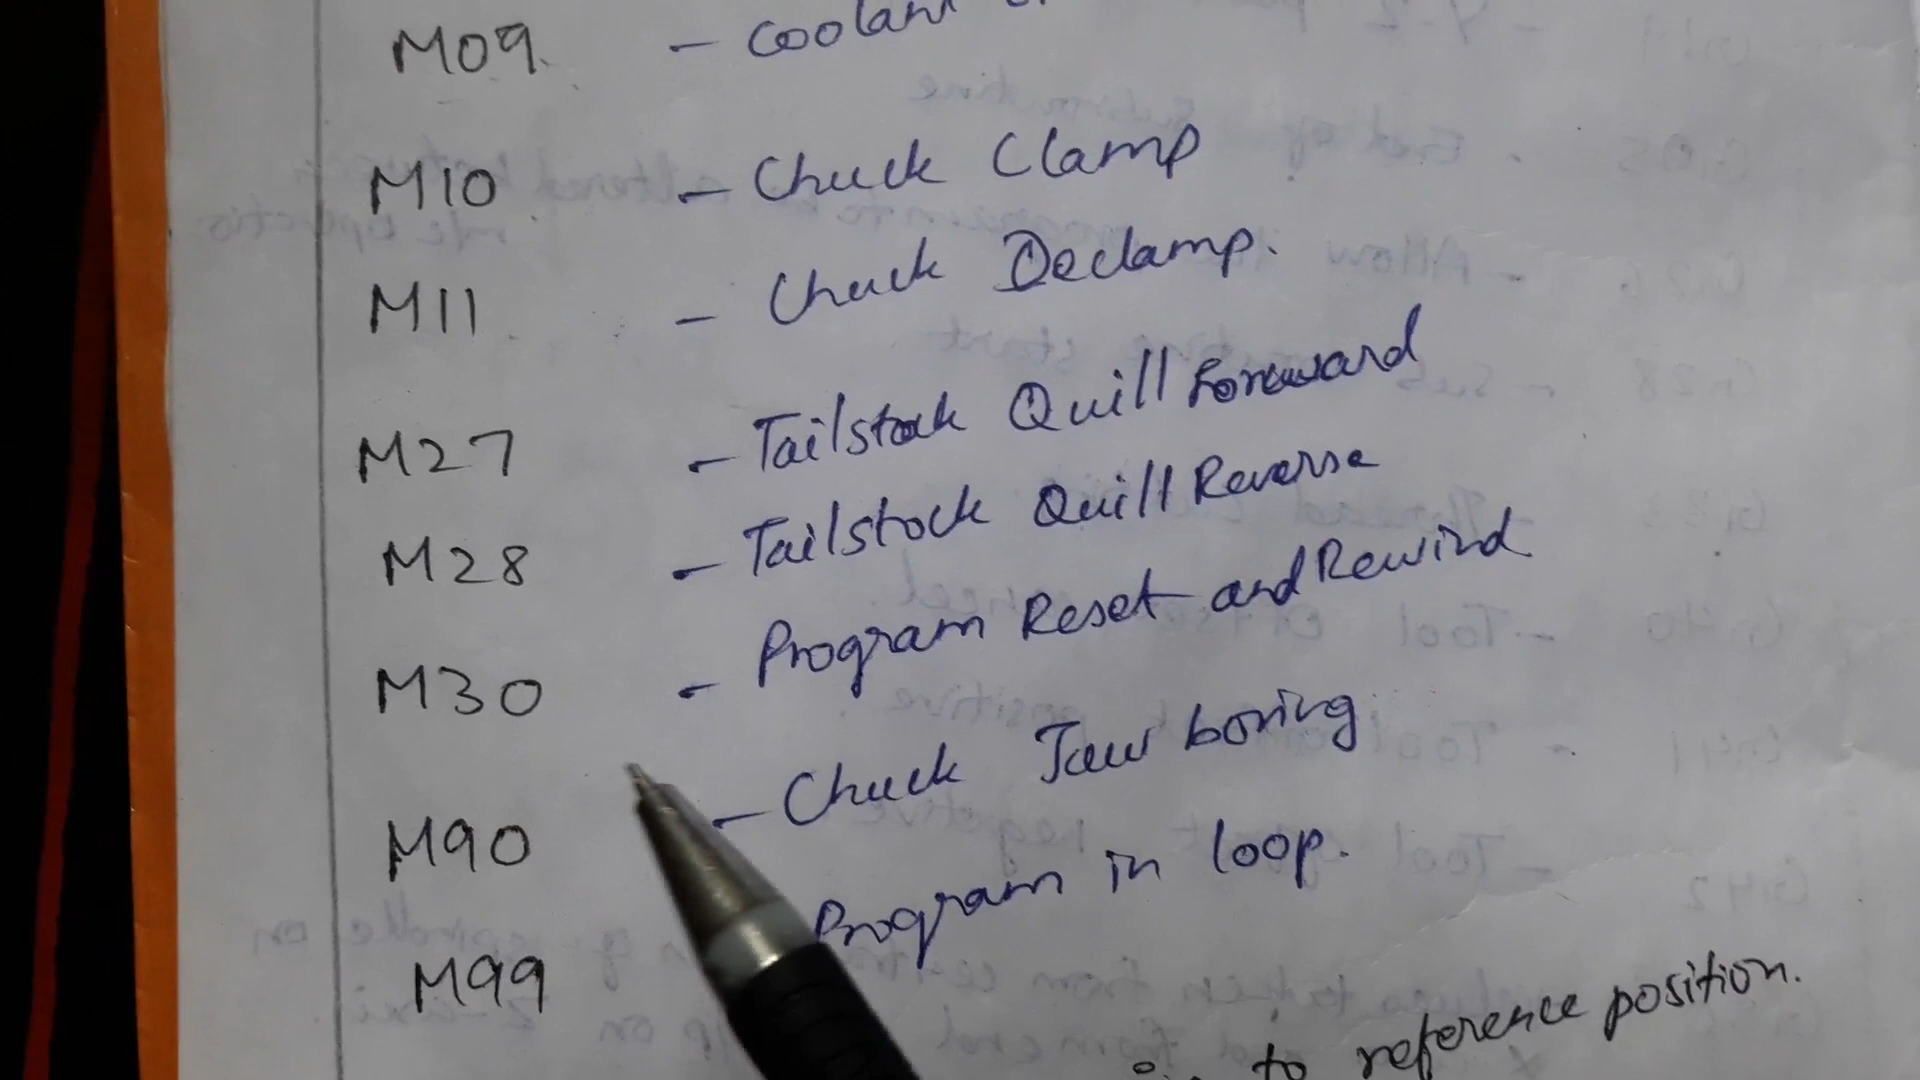 M09. - Coolant
M10 - Chuck Clamp
M11 - Chuck Declamp.
M27 - Tailstock Quill Foreward
M28 - Tailstock Quill Reverse
M30 - Program Reset and Rewind
M90 - Chuck Jaw boring
M99 Program in loop.
to reference position.